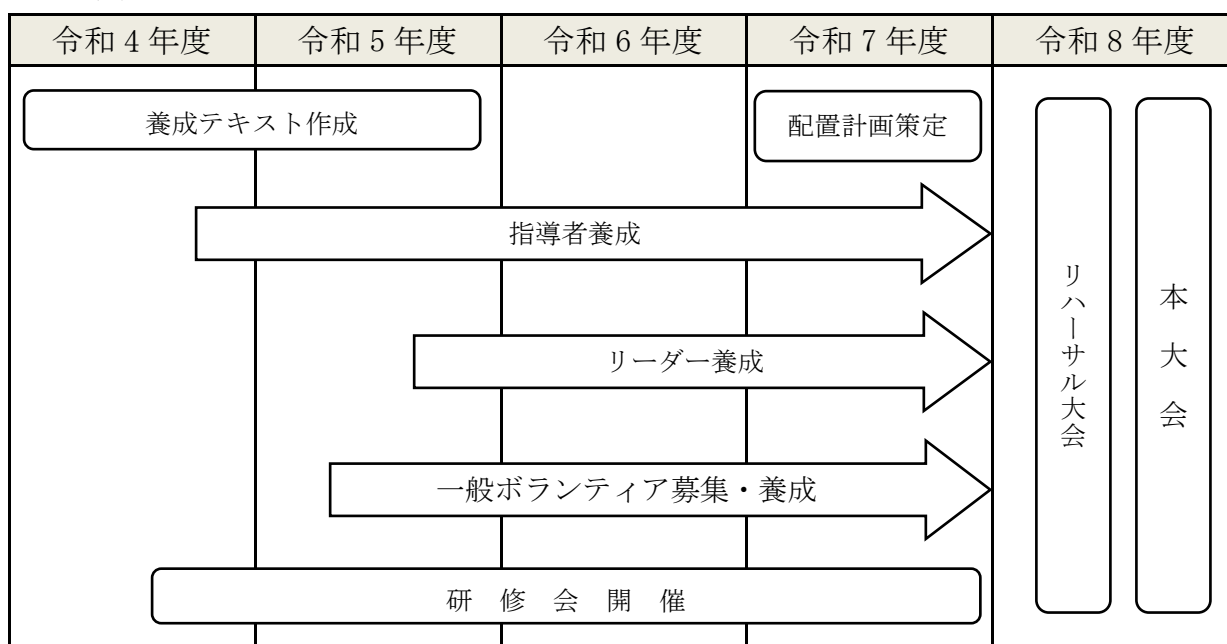 令和４年度 令和５年度 令和６年度 令和７年度 令和８年度
養成テキスト作成
配置計画策定
指導者養成
リーダー養成
一般ボランティア募集・養成
研修会開催
リハーサル大会
本大会